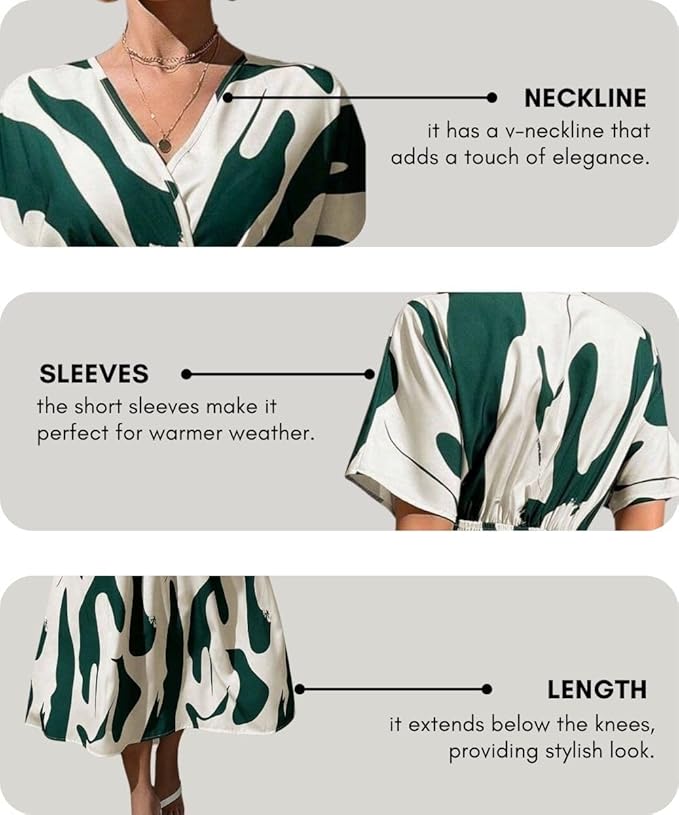 NECKLINE
it has a v-neckline that
adds a touch of elegance.
SLEEVES
the short sleeves make it
perfect for warmer weather.
LENGTH
it extends below the knees,
providing stylish look.